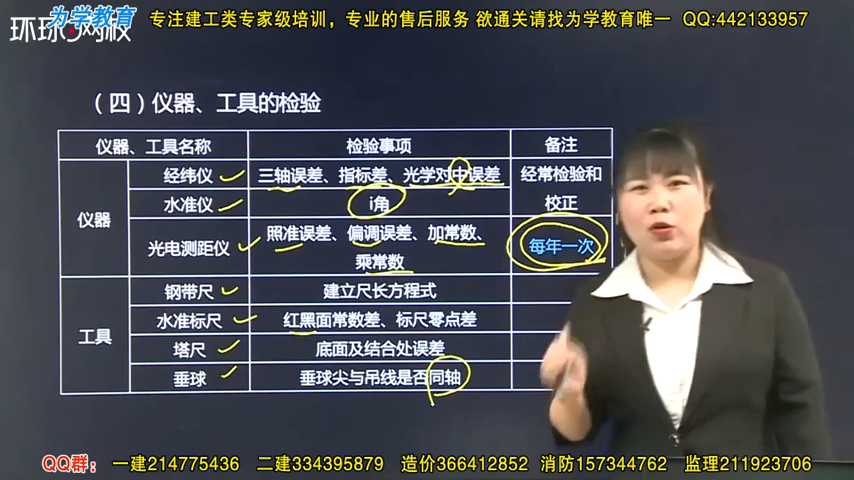 为学教育 专注建工类专家级培训，专业的售后服务 欲通关请找为学教育唯一 QQ:442133957
环球网校
（四）仪器、工具的检验
仪器、工具名称 检验事项 备注
仪器 经纬仪 三轴误差、指标差、光学对中误差 经常检验和校正
水准仪 i角
光电测距仪 照准误差、偏调误差、加常数、 每年一次
乘常数
工具 钢带尺 建立尺长方程式
水准标尺 红黑面常数差、标尺零点差
塔尺 底面及结合处误差
垂球 垂球尖与吊线是否同轴
QQ群： 一建214775436 二建334395879 造价366412852 消防157344762 监理211923706